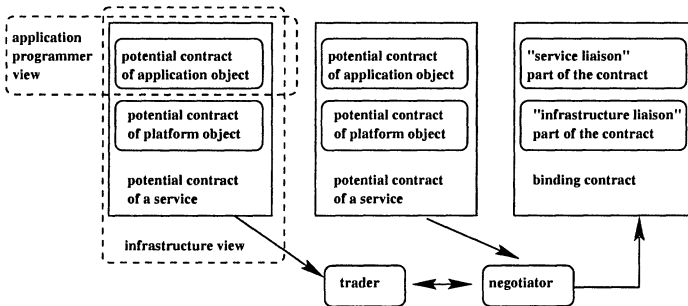 application
programmer
view
potential contract
of application object
potential contract
of platform object
potential contract
of a service
infrastructure view
potential contract
of application object
potential contract
of platform object
potential contract
of a service
"service liaison"
part of the contract
"infrastructure liaison"
part of the contract
binding contract
trader
negotiator